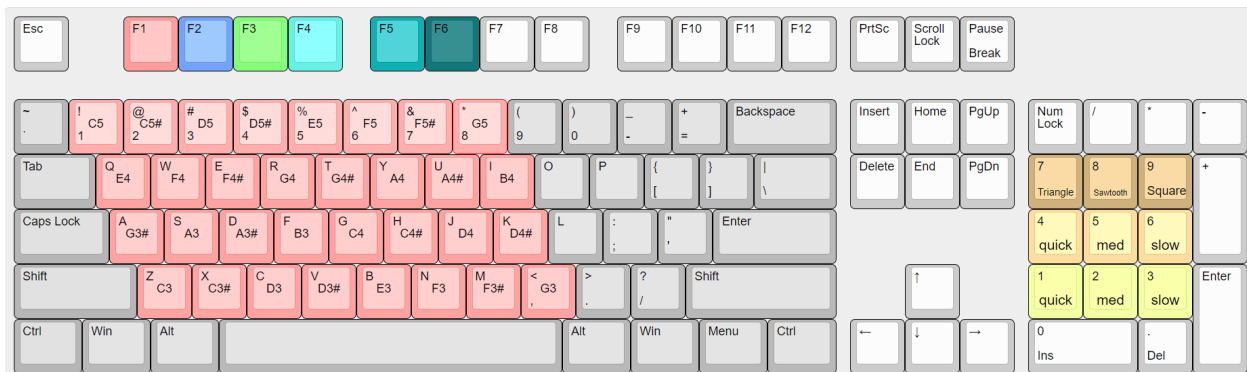 Esc F1 F2 F3 F4 F5 F6 F7 F8 F9 F10 F11 F12 PrtSc Scroll Lock Pause Break
~ ` ! C5 1 @ C5# 2 # D5 3 $ D5# 4 % E5 5 ^ F5 6 & F5# 7 * G5 8 ( 9 ) 0 _ - + = Backspace Insert Home PgUp Num Lock / * -
Tab Q E4 W F4 E F4# R G4 T G4# Y A4 U A4# I B4 O P { [ } ] | \ Delete End PgDn 7 Triangle 8 Sawtooth 9 Square +
Caps Lock A G3# S A3 D A3# F B3 G C4 H C4# J D4 K D4# L : ; " ' Enter 4 quick 5 med 6 slow
Shift Z C3 X C3# C D3 V D3# B E3 N F3 M F3# < G3 , > . ? / Shift ↑ 1 quick 2 med 3 slow Enter
Ctrl Win Alt Alt Win Menu Ctrl ← ↓ → 0 Ins . Del